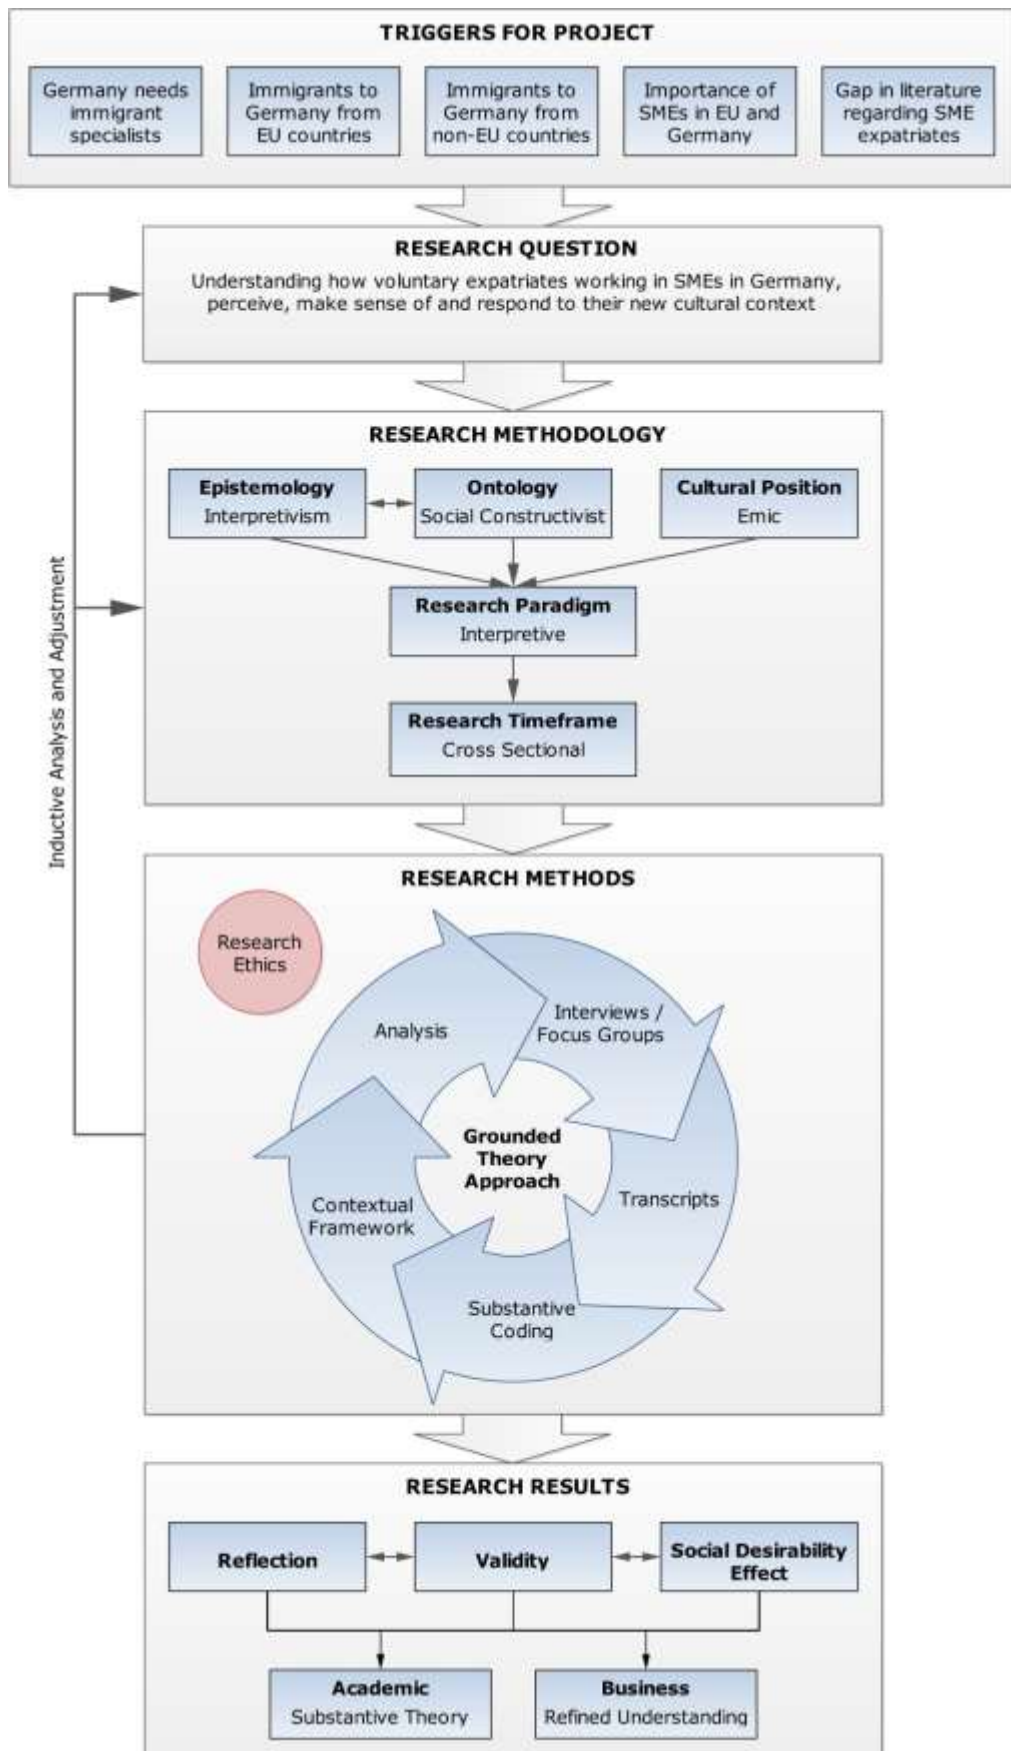 TRIGGERS FOR PROJECT
Germany needs
immigrant
specialists
Immigrants to
Germany from
EU countries
Immigrants to
Germany from
non-EU countries
Importance of
SMEs in EU and
Germany
Gap in literature
regarding SME
expatriates
RESEARCH QUESTION
Understanding how voluntary expatriates working in SMEs in Germany,
perceive, make sense of and respond to their new cultural context
RESEARCH METHODOLOGY
Epistemology
Interpretivism
Ontology
Social Constructivist
Cultural Position
Emic
Research Paradigm
Interpretive
Research Timeframe
Cross Sectional
Inductive Analysis and Adjustment
RESEARCH METHODS
Research
Ethics
Analysis
Interviews /
Focus Groups
Grounded
Theory
Approach
Transcripts
Contextual
Framework
Substantive
Coding
RESEARCH RESULTS
Reflection
Validity
Social Desirability
Effect
Academic
Substantive Theory
Business
Refined Understanding